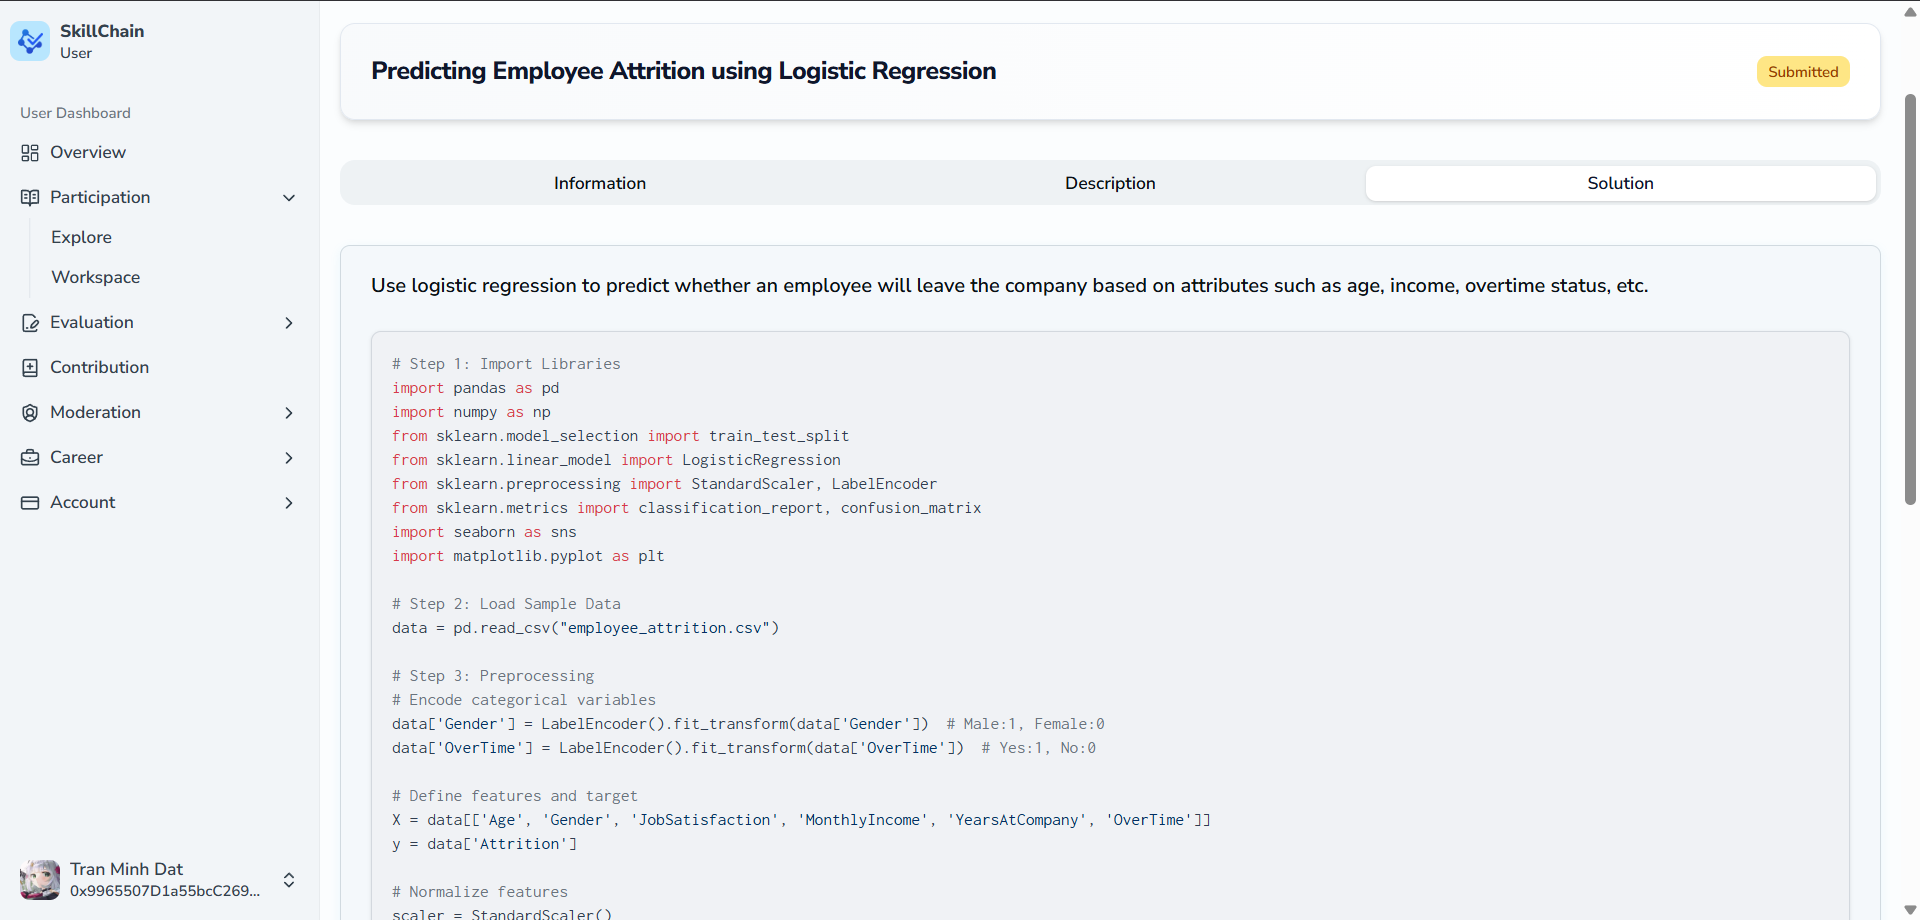 SkillChain
User
User Dashboard
Overview
Participation
Explore
Workspace
Evaluation
Contribution
Moderation
Career
Account
Tran Minh Dat
0x9965507D1a55bcC269...
Predicting Employee Attrition using Logistic Regression
Submitted
Information
Description
Solution
Use logistic regression to predict whether an employee will leave the company based on attributes such as age, income, overtime status, etc.
# Step 1: Import Libraries
import pandas as pd
import numpy as np
from sklearn.model_selection import train_test_split
from sklearn.linear_model import LogisticRegression
from sklearn.preprocessing import StandardScaler, LabelEncoder
from sklearn.metrics import classification_report, confusion_matrix
import seaborn as sns
import matplotlib.pyplot as plt
# Step 2: Load Sample Data
data = pd.read_csv("employee_attrition.csv")
# Step 3: Preprocessing
# Encode categorical variables
data['Gender'] = LabelEncoder().fit_transform(data['Gender'])  # Male:1, Female:0
data['OverTime'] = LabelEncoder().fit_transform(data['OverTime'])  # Yes:1, No:0
# Define features and target
X = data[['Age', 'Gender', 'JobSatisfaction', 'MonthlyIncome', 'YearsAtCompany', 'OverTime']]
y = data['Attrition']
# Normalize features
scaler = StandardScaler()